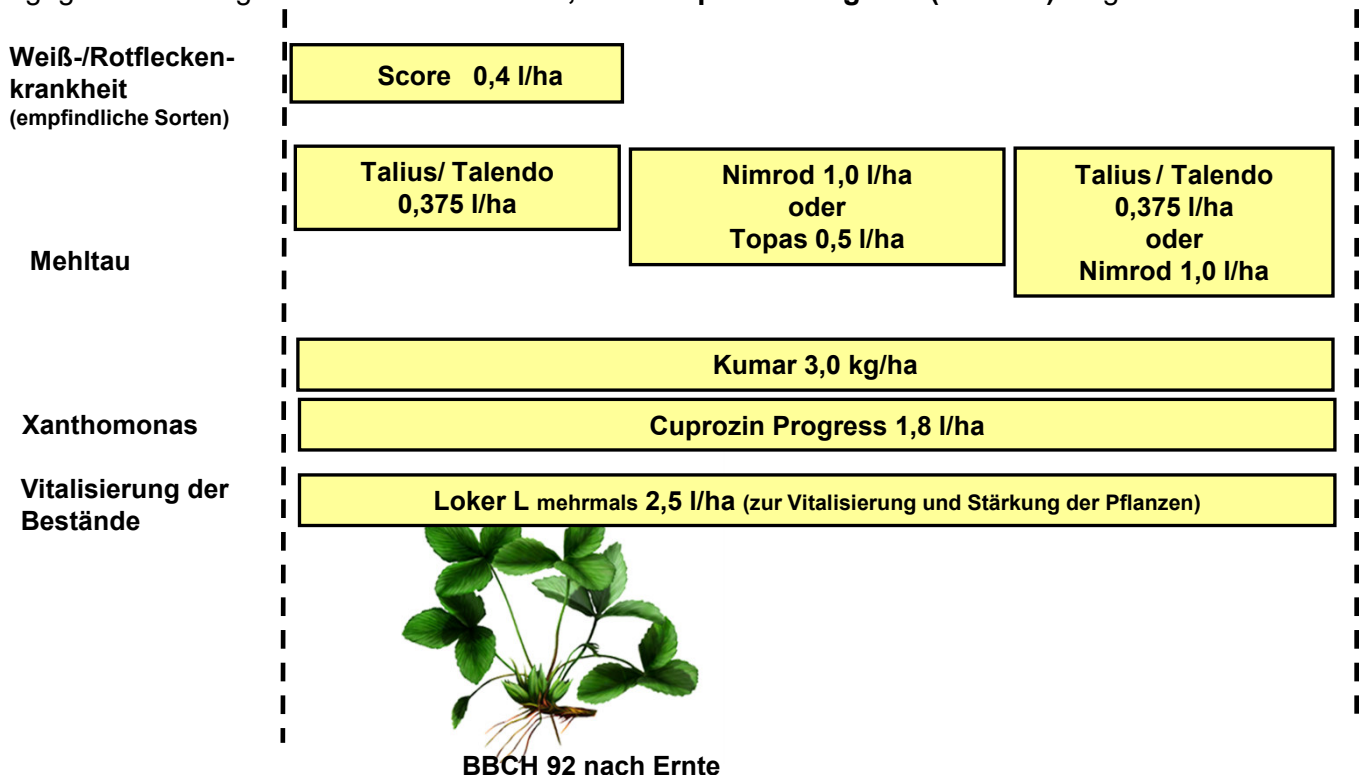 Weiß-/Rotflecken-
krankheit
(empfindliche Sorten)
Score 0,4 l/ha
Talius/ Talendo
0,375 l/ha
Nimrod 1,0 l/ha
oder
Topas 0,5 l/ha
Talius / Talendo
0,375 l/ha
oder
Nimrod 1,0 l/ha
Mehltau
Kumar 3,0 kg/ha
Xanthomonas
Cuprozin Progress 1,8 l/ha
Vitalisierung der
Bestände
Loker L mehrmals 2,5 l/ha (zur Vitalisierung und Stärkung der Pflanzen)
BBCH 92 nach Ernte